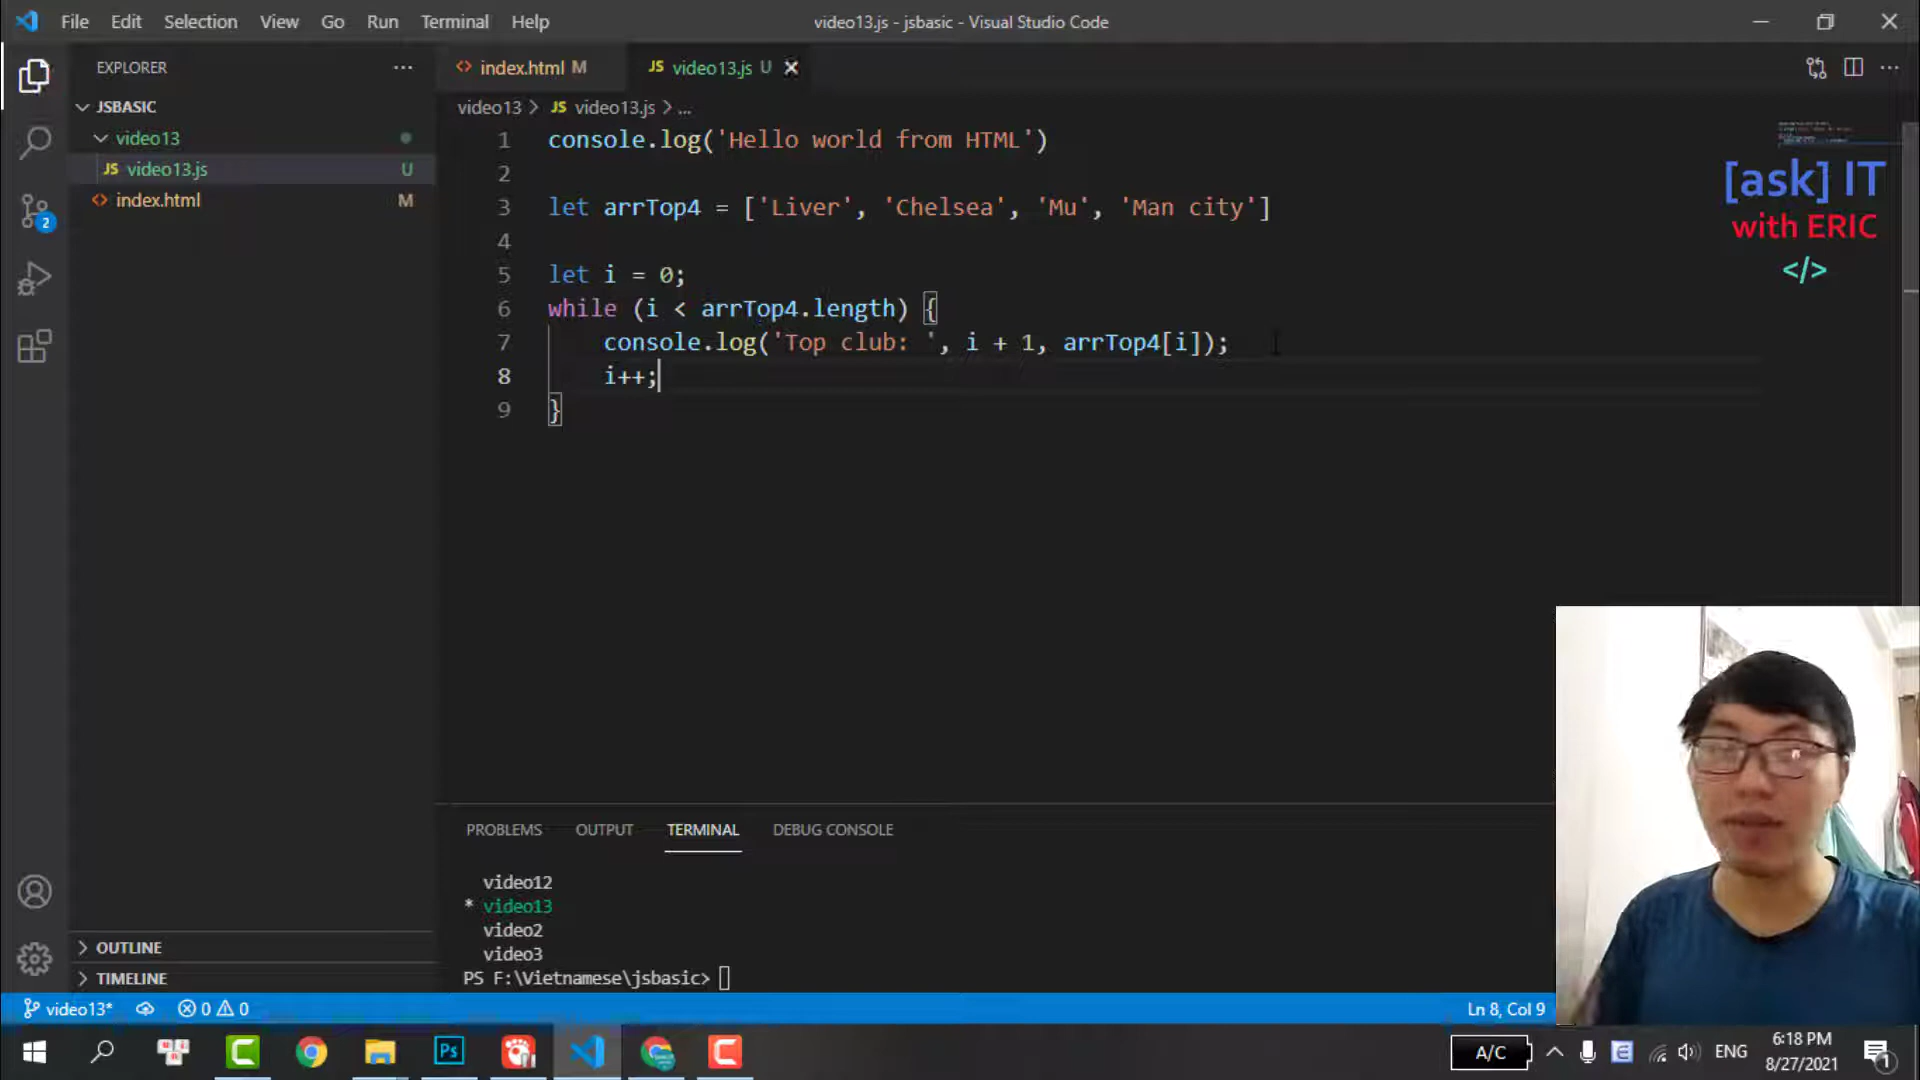 File Edit Selection View Go Run Terminal Help
video13.js - jsbasic - Visual Studio Code
EXPLORER
JSBASIC
video13
JS video13.js U
index.html M
index.html M
JS video13.js U
video13 > JS video13.js > ...
1 console.log('Hello world from HTML')
2
3 let arrTop4 = ['Liver', 'Chelsea', 'Mu', 'Man city']
4
5 let i = 0;
6 while (i < arrTop4.length) {
7 console.log('Top club: ', i + 1, arrTop4[i]);
8 i++;
9 }
[ask] IT
with ERIC
</>
2
PROBLEMS OUTPUT TERMINAL DEBUG CONSOLE
video12
* video13
video2
video3
PS F:\Vietnamese\jsbasic>
OUTLINE
TIMELINE
video13* 0 0
Ln 8, Col 9
Ps
A/C
E
ENG
6:18 PM
8/27/2021
1